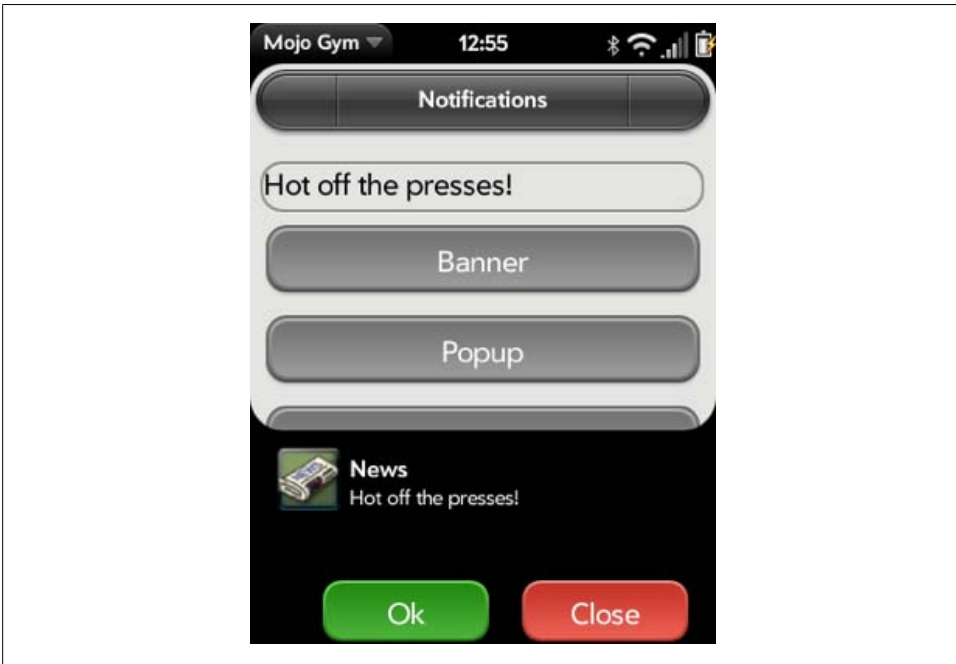 Mojo Gym 12:55
Notifications
Hot off the presses!
Banner
Popup
News
Hot off the presses!
Ok Close